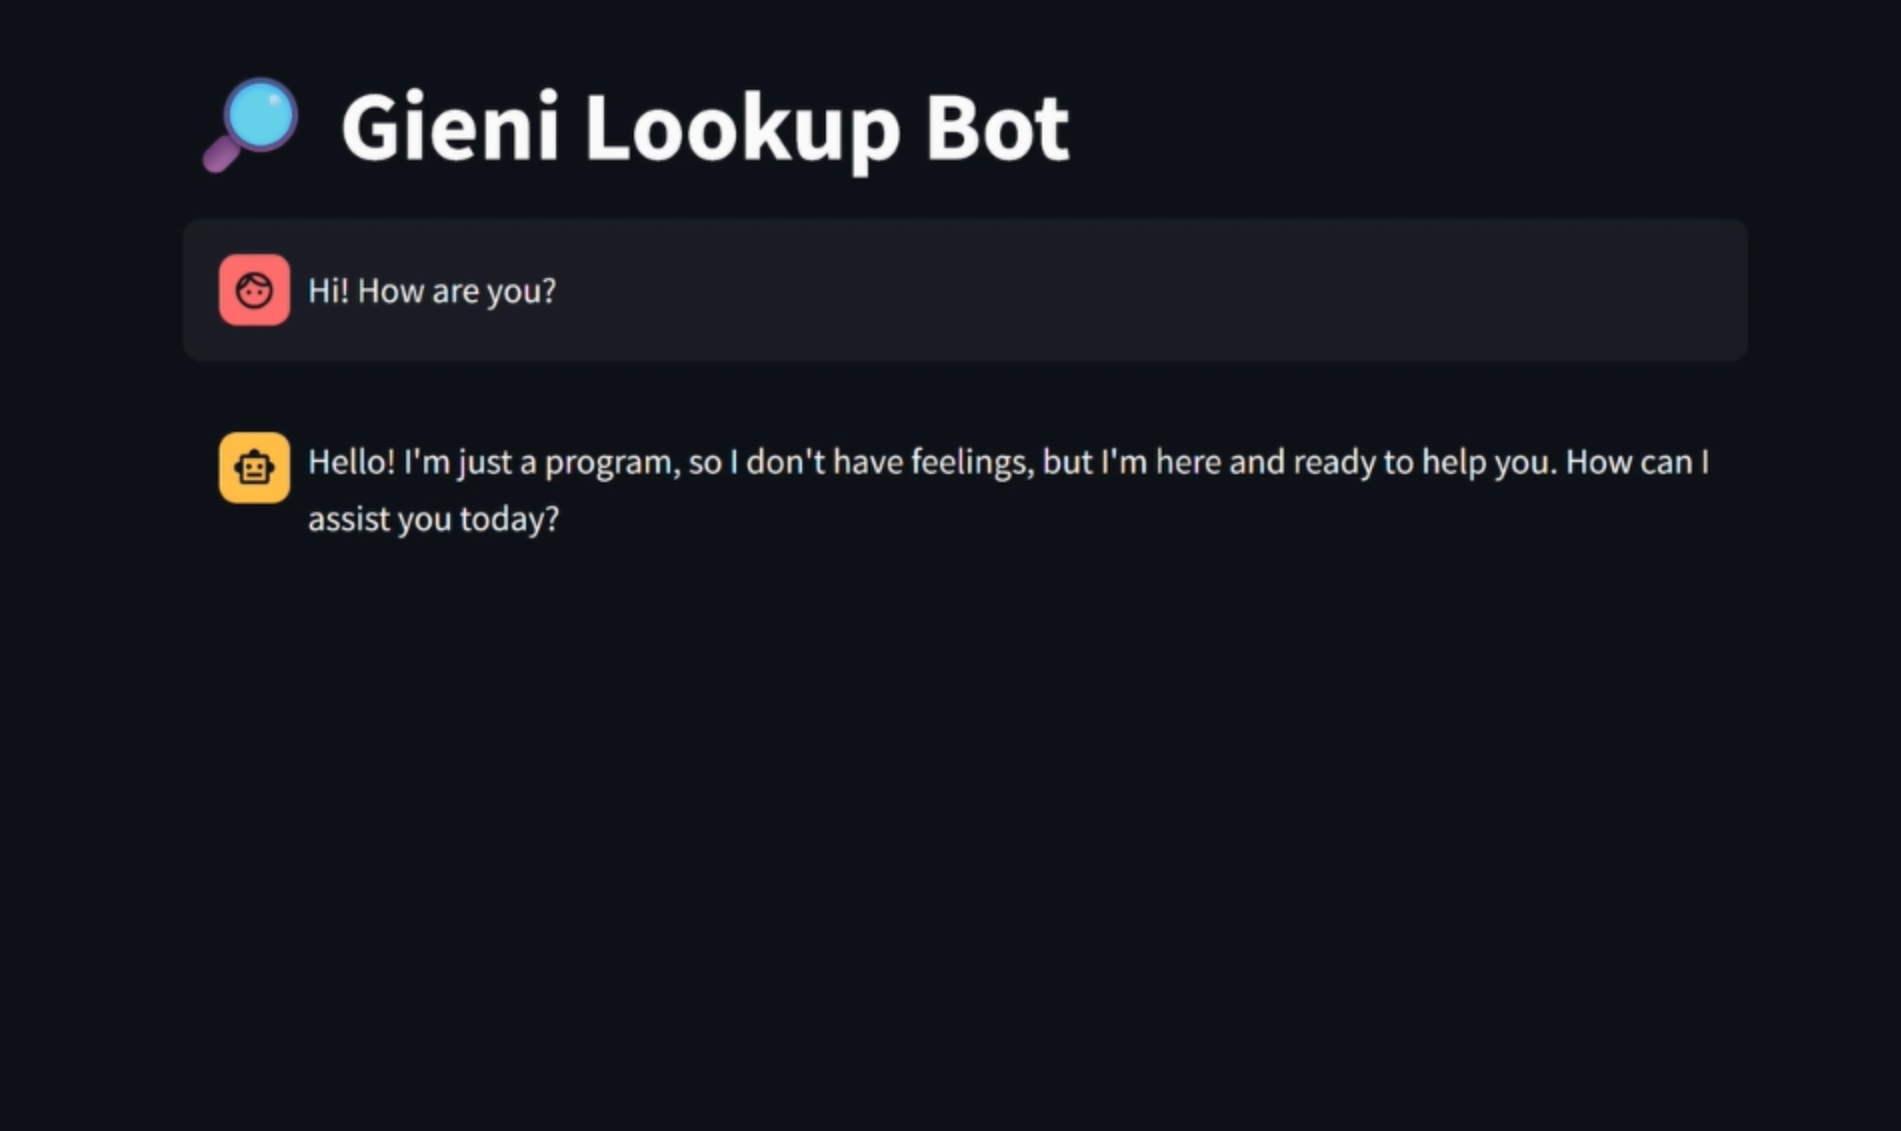 Gieni Lookup Bot
Hi! How are you?
Hello! I'm just a program, so I don't have feelings, but I'm here and ready to help you. How can I
assist you today?